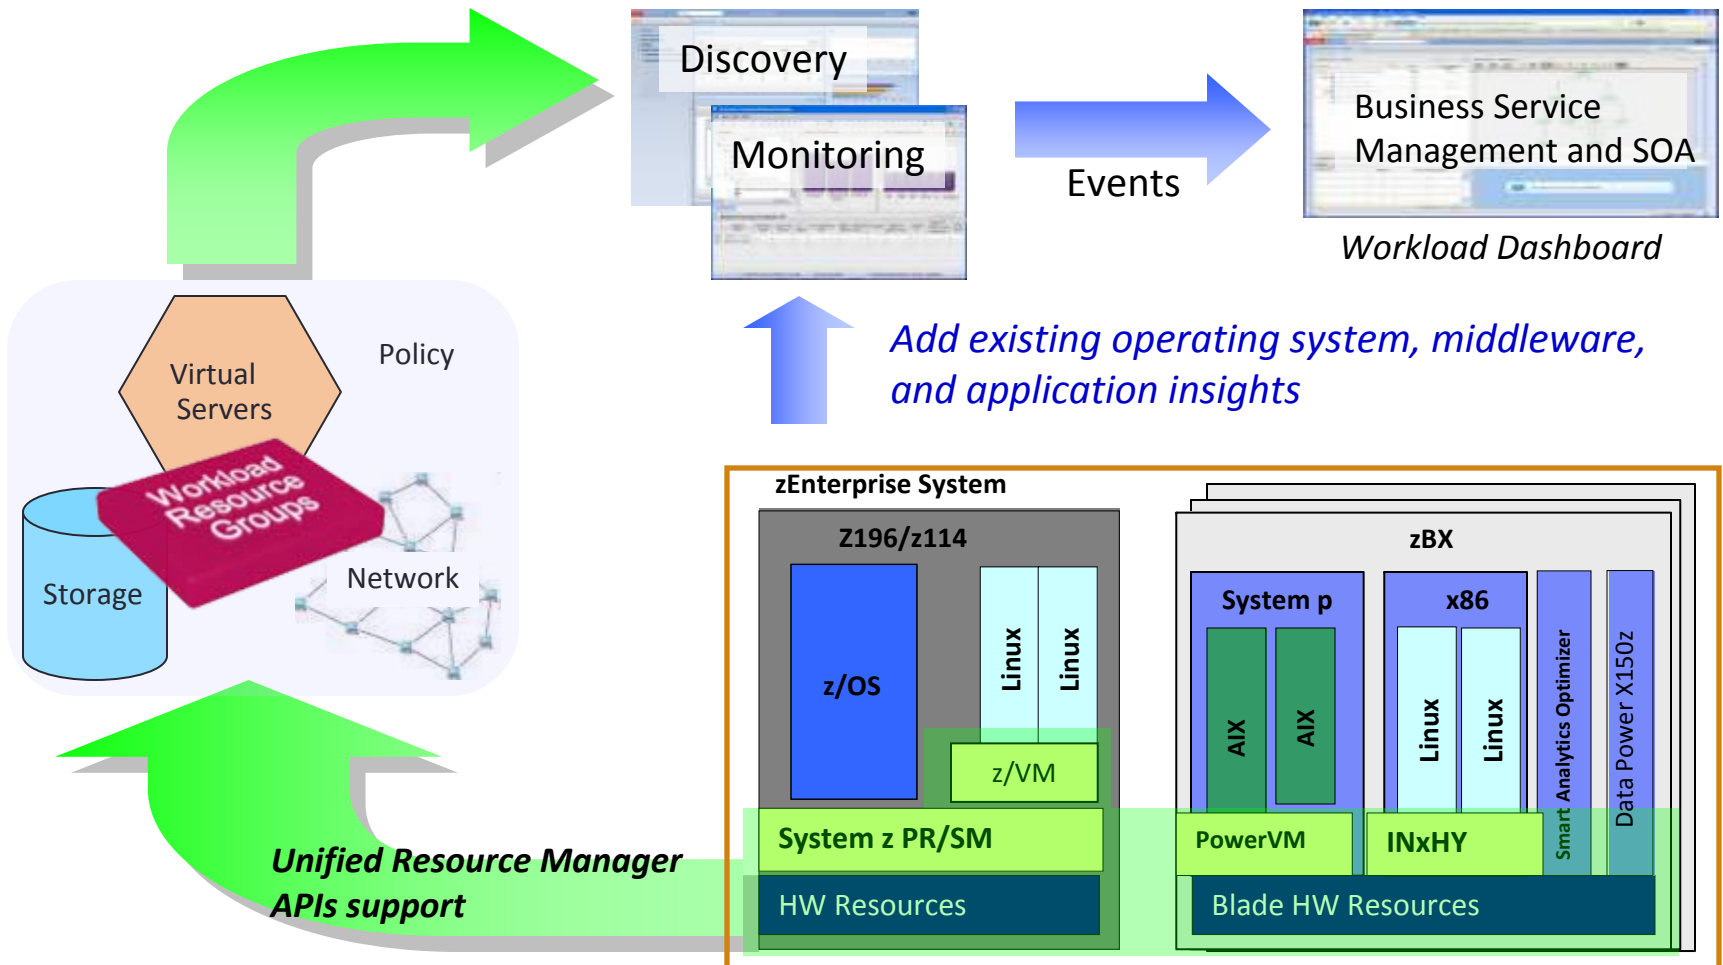 Discovery
Monitoring
Events
Business Service
Management and SOA
Workload Dashboard
Policy
Virtual
Servers
Workload
Resource
Groups
Storage
Network
Add existing operating system, middleware,
and application insights
zEnterprise System
Z196/z114
z/OS
Linux
Linux
z/VM
System z PR/SM
HW Resources
zBX
System p
AIX
AIX
PowerVM
x86
Linux
Linux
INxHY
Smart Analytics Optimizer
Data Power X150z
Blade HW Resources
Unified Resource Manager
APIs support